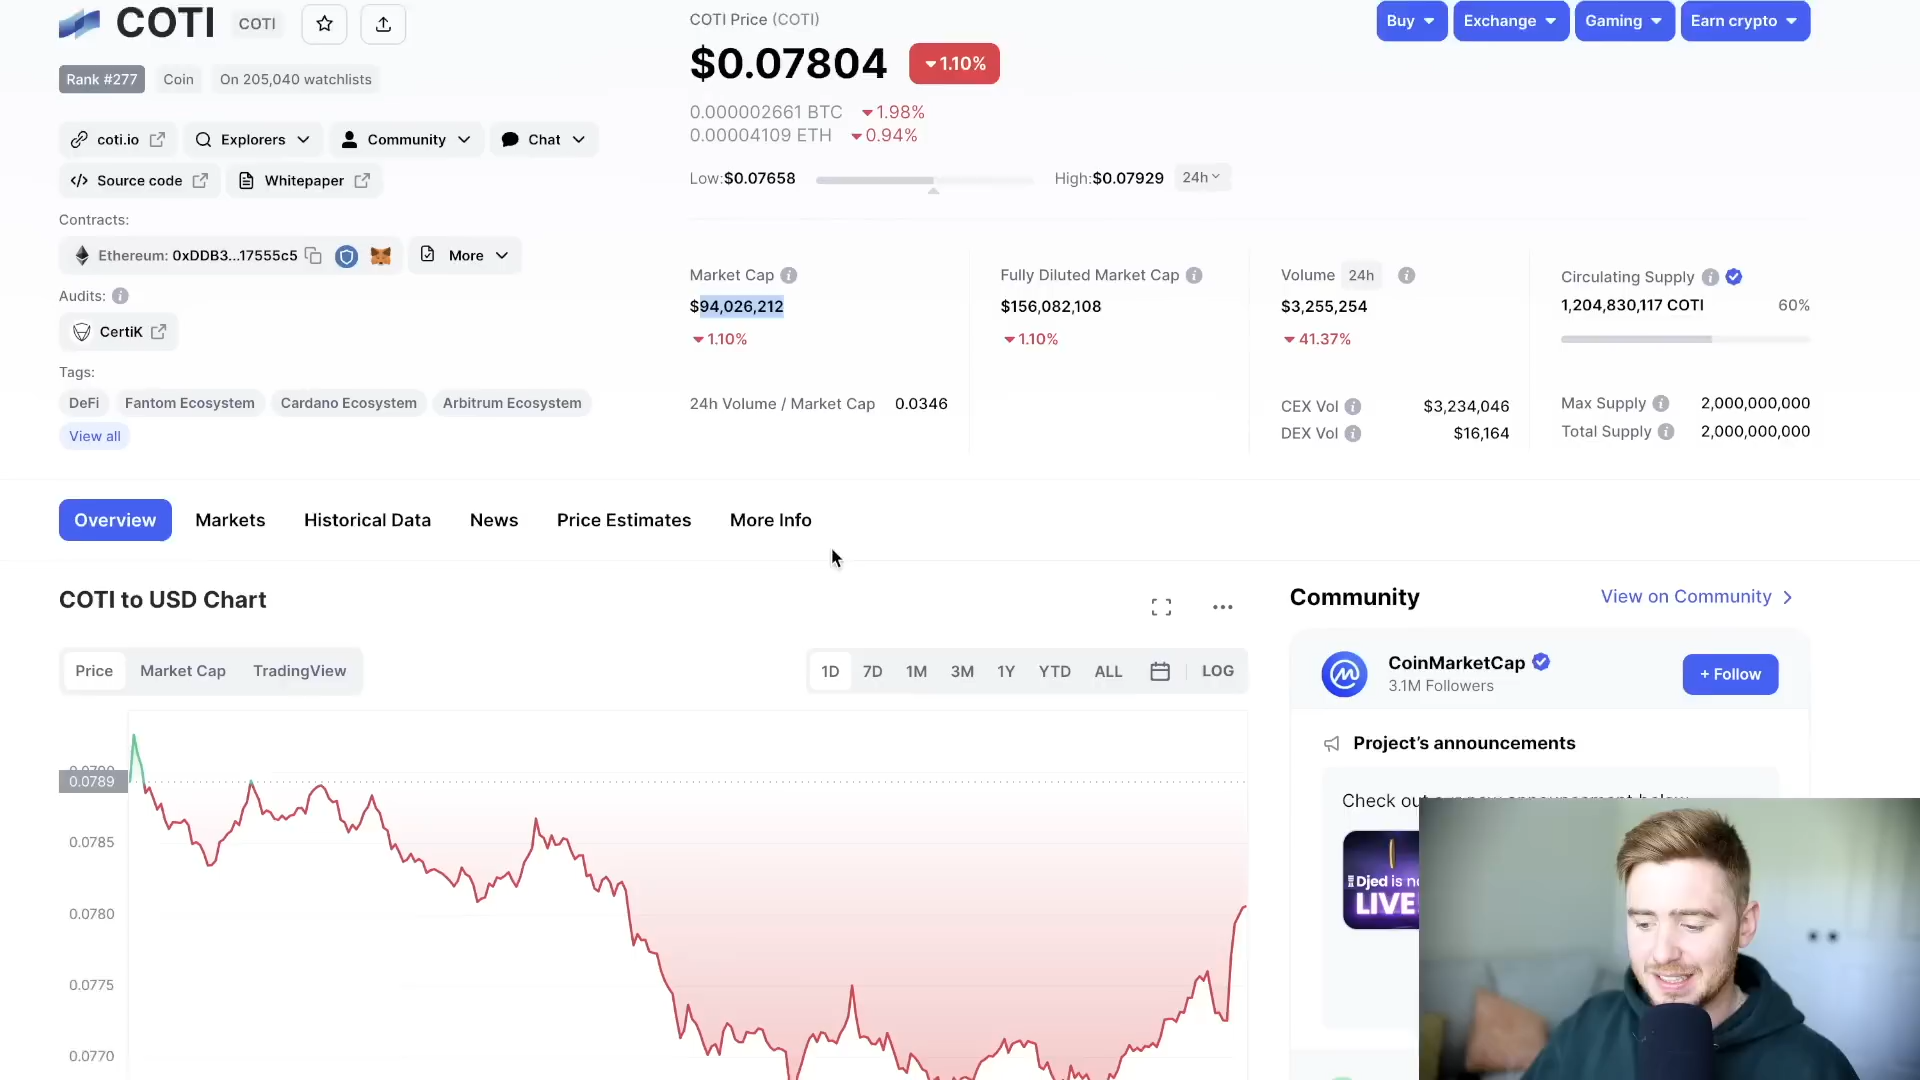 COTI COTI
Rank #277 Coin On 205,040 watchlists
coti.io Explorers Community Chat
Source code Whitepaper
Contracts:
Ethereum: 0xDDB3...17555c5 More
Audits:
CertiK
Tags:
DeFi Fantom Ecosystem Cardano Ecosystem Arbitrum Ecosystem
View all
COTI Price (COTI)
$0.07804 1.10%
0.000002661 BTC 1.98%
0.00004109 ETH 0.94%
Low:$0.07658 High:$0.07929 24h
Buy Exchange Gaming Earn crypto
Market Cap
$94,026,212
1.10%
24h Volume / Market Cap 0.0346
Fully Diluted Market Cap
$156,082,108
1.10%
Volume 24h
$3,255,254
41.37%
CEX Vol $3,234,046
DEX Vol $16,164
Circulating Supply
1,204,830,117 COTI 60%
Max Supply 2,000,000,000
Total Supply 2,000,000,000
Overview Markets Historical Data News Price Estimates More Info
COTI to USD Chart
Price Market Cap TradingView
1D 7D 1M 3M 1Y YTD ALL LOG
0.0789
0.0785
0.0780
0.0775
0.0770
Community View on Community
CoinMarketCap
3.1M Followers
+ Follow
Project's announcements
Check
Djed is
LIVE